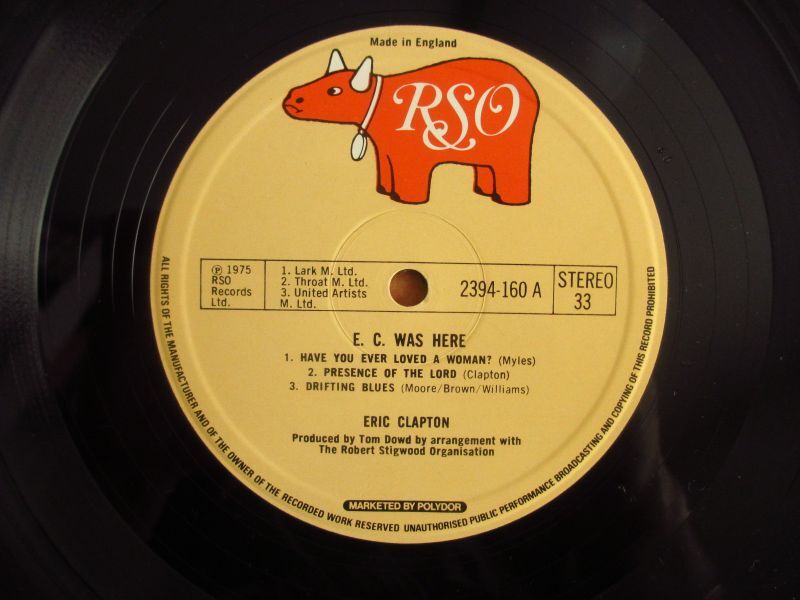 Made in England
RSO
℗ 1975
RSO
Records
Ltd.
1. Lark M. Ltd.
2. Throat M. Ltd.
3. United Artists
M. Ltd.
2394-160 A
STEREO
33
E. C. WAS HERE
1. HAVE YOU EVER LOVED A WOMAN? (Myles)
2. PRESENCE OF THE LORD (Clapton)
3. DRIFTING BLUES (Moore/Brown/Williams)
ERIC CLAPTON
Produced by Tom Dowd by arrangement with
The Robert Stigwood Organisation
MARKETED BY POLYDOR
ALL RIGHTS OF THE MANUFACTURER AND OF THE OWNER OF THE RECORDED WORK RESERVED UNAUTHORISED PUBLIC PERFORMANCE BROADCASTING AND COPYING OF THIS RECORD PROHIBITED